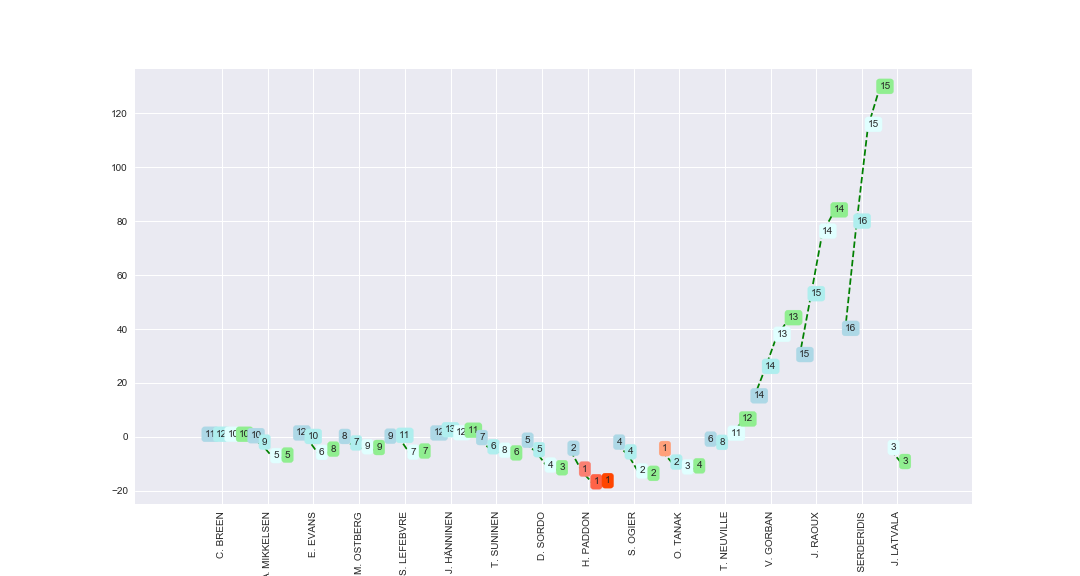 120
100
80
60
40
20
0
−20
11 12 10 10
10 9 5 5
12 10 6 8
8 7 9 9
9 11 7 7
12 13 12 11
7 6 8 6
5 5 4 3
2 1 1 1
4 4 2 2
1 2 3 4
6 8 11 12
14 14 13 13
15 15 14 14
16 16 15 15
3 3
C. BREEN
. MIKKELSEN
E. EVANS
M. OSTBERG
S. LEFEBVRE
J. HANNINEN
T. SUNINEN
D. SORDO
H. PADDON
S. OGIER
O. TANAK
T. NEUVILLE
V. GORBAN
J. RAOUX
SERDERIDIS
J. LATVALA